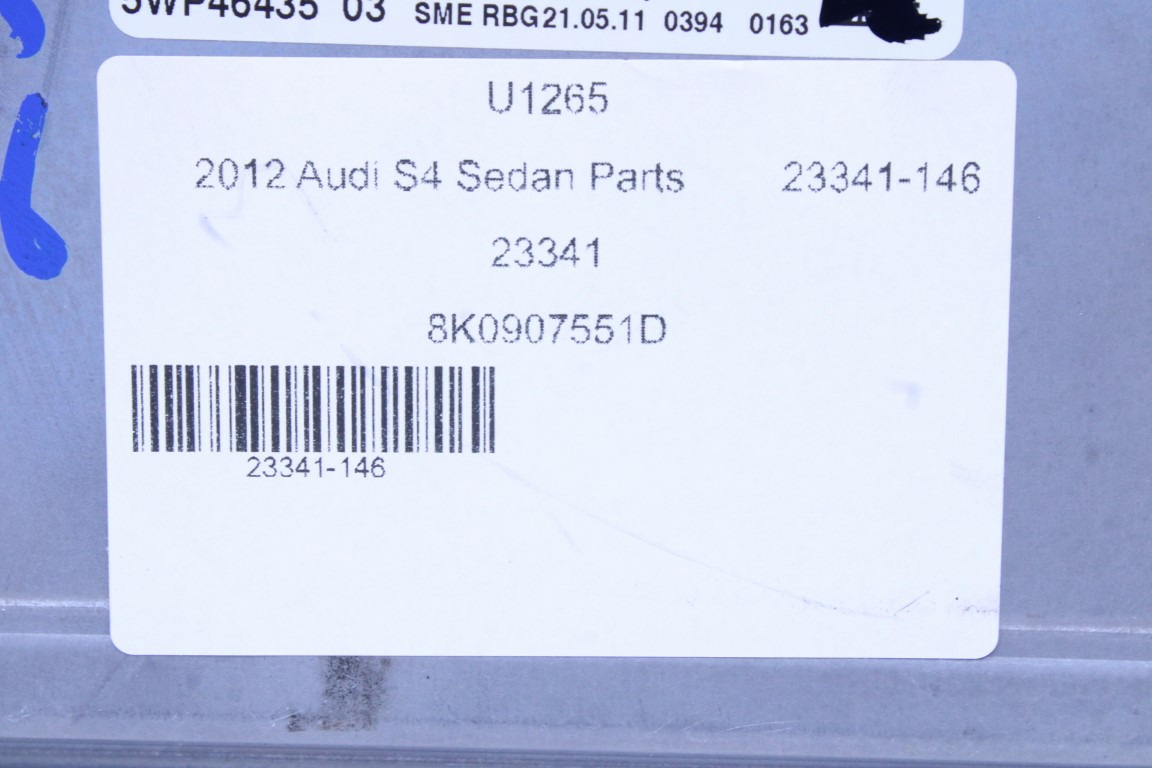 5WP46435 03 SME RBG21.05.11 0394 0163
U1265
2012 Audi S4 Sedan Parts 23341-146
23341
8K0907551D
23341-146